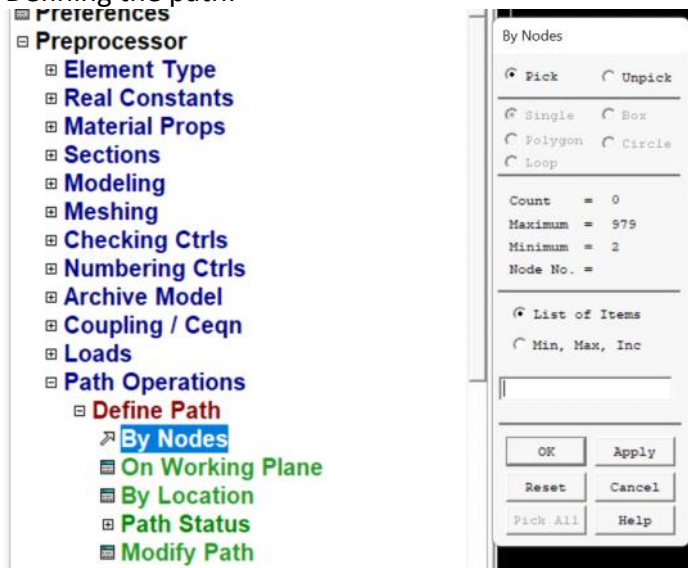 Defining the path:
Preferences
Preprocessor
Element Type
Real Constants
Material Props
Sections
Modeling
Meshing
Checking Ctrls
Numbering Ctrls
Archive Model
Coupling / Ceqn
Loads
Path Operations
Define Path
By Nodes
On Working Plane
By Location
Path Status
Modify Path
By Nodes
Pick Unpick
Single Box
Polygon Circle
Loop
Count = 0
Maximum = 979
Minimum = 2
Node No. =
List of Items
Min, Max, Inc
OK Apply
Reset Cancel
Pick All Help